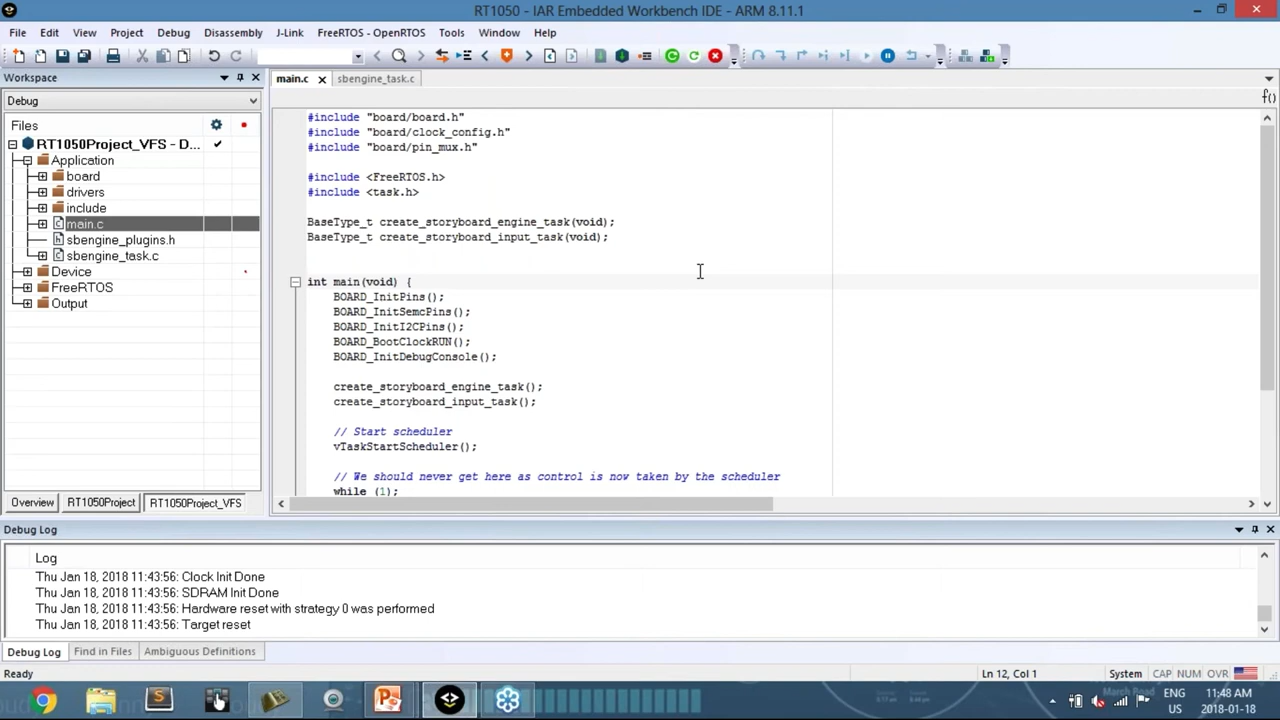 RT1050 - IAR Embedded Workbench IDE - ARM 8.11.1
File Edit View Project Debug Disassembly J-Link FreeRTOS - OpenRTOS Tools Window Help
Workspace
main.c sbengine_task.c
Debug
f()
Files
RT1050Project_VFS - D...
Application
board
drivers
include
main.c
sbengine_plugins.h
sbengine_task.c
Device
FreeRTOS
Output
Overview RT1050Project RT1050Project_VFS
#include "board/board.h"
#include "board/clock_config.h"
#include "board/pin_mux.h"
#include <FreeRTOS.h>
#include <task.h>
BaseType_t create_storyboard_engine_task(void);
BaseType_t create_storyboard_input_task(void);
int main(void) {
BOARD_InitPins();
BOARD_InitSemcPins();
BOARD_InitI2CPins();
BOARD_BootClockRUN();
BOARD_InitDebugConsole();
create_storyboard_engine_task();
create_storyboard_input_task();
// Start scheduler
vTaskStartScheduler();
// We should never get here as control is now taken by the scheduler
while (1);
Debug Log
Log
Thu Jan 18, 2018 11:43:56: Clock Init Done
Thu Jan 18, 2018 11:43:56: SDRAM Init Done
Thu Jan 18, 2018 11:43:56: Hardware reset with strategy 0 was performed
Thu Jan 18, 2018 11:43:56: Target reset
Debug Log Find in Files Ambiguous Definitions
Ready
Ln 12, Col 1 System CAP NUM OVR
ENG
US
11:48 AM
2018-01-18